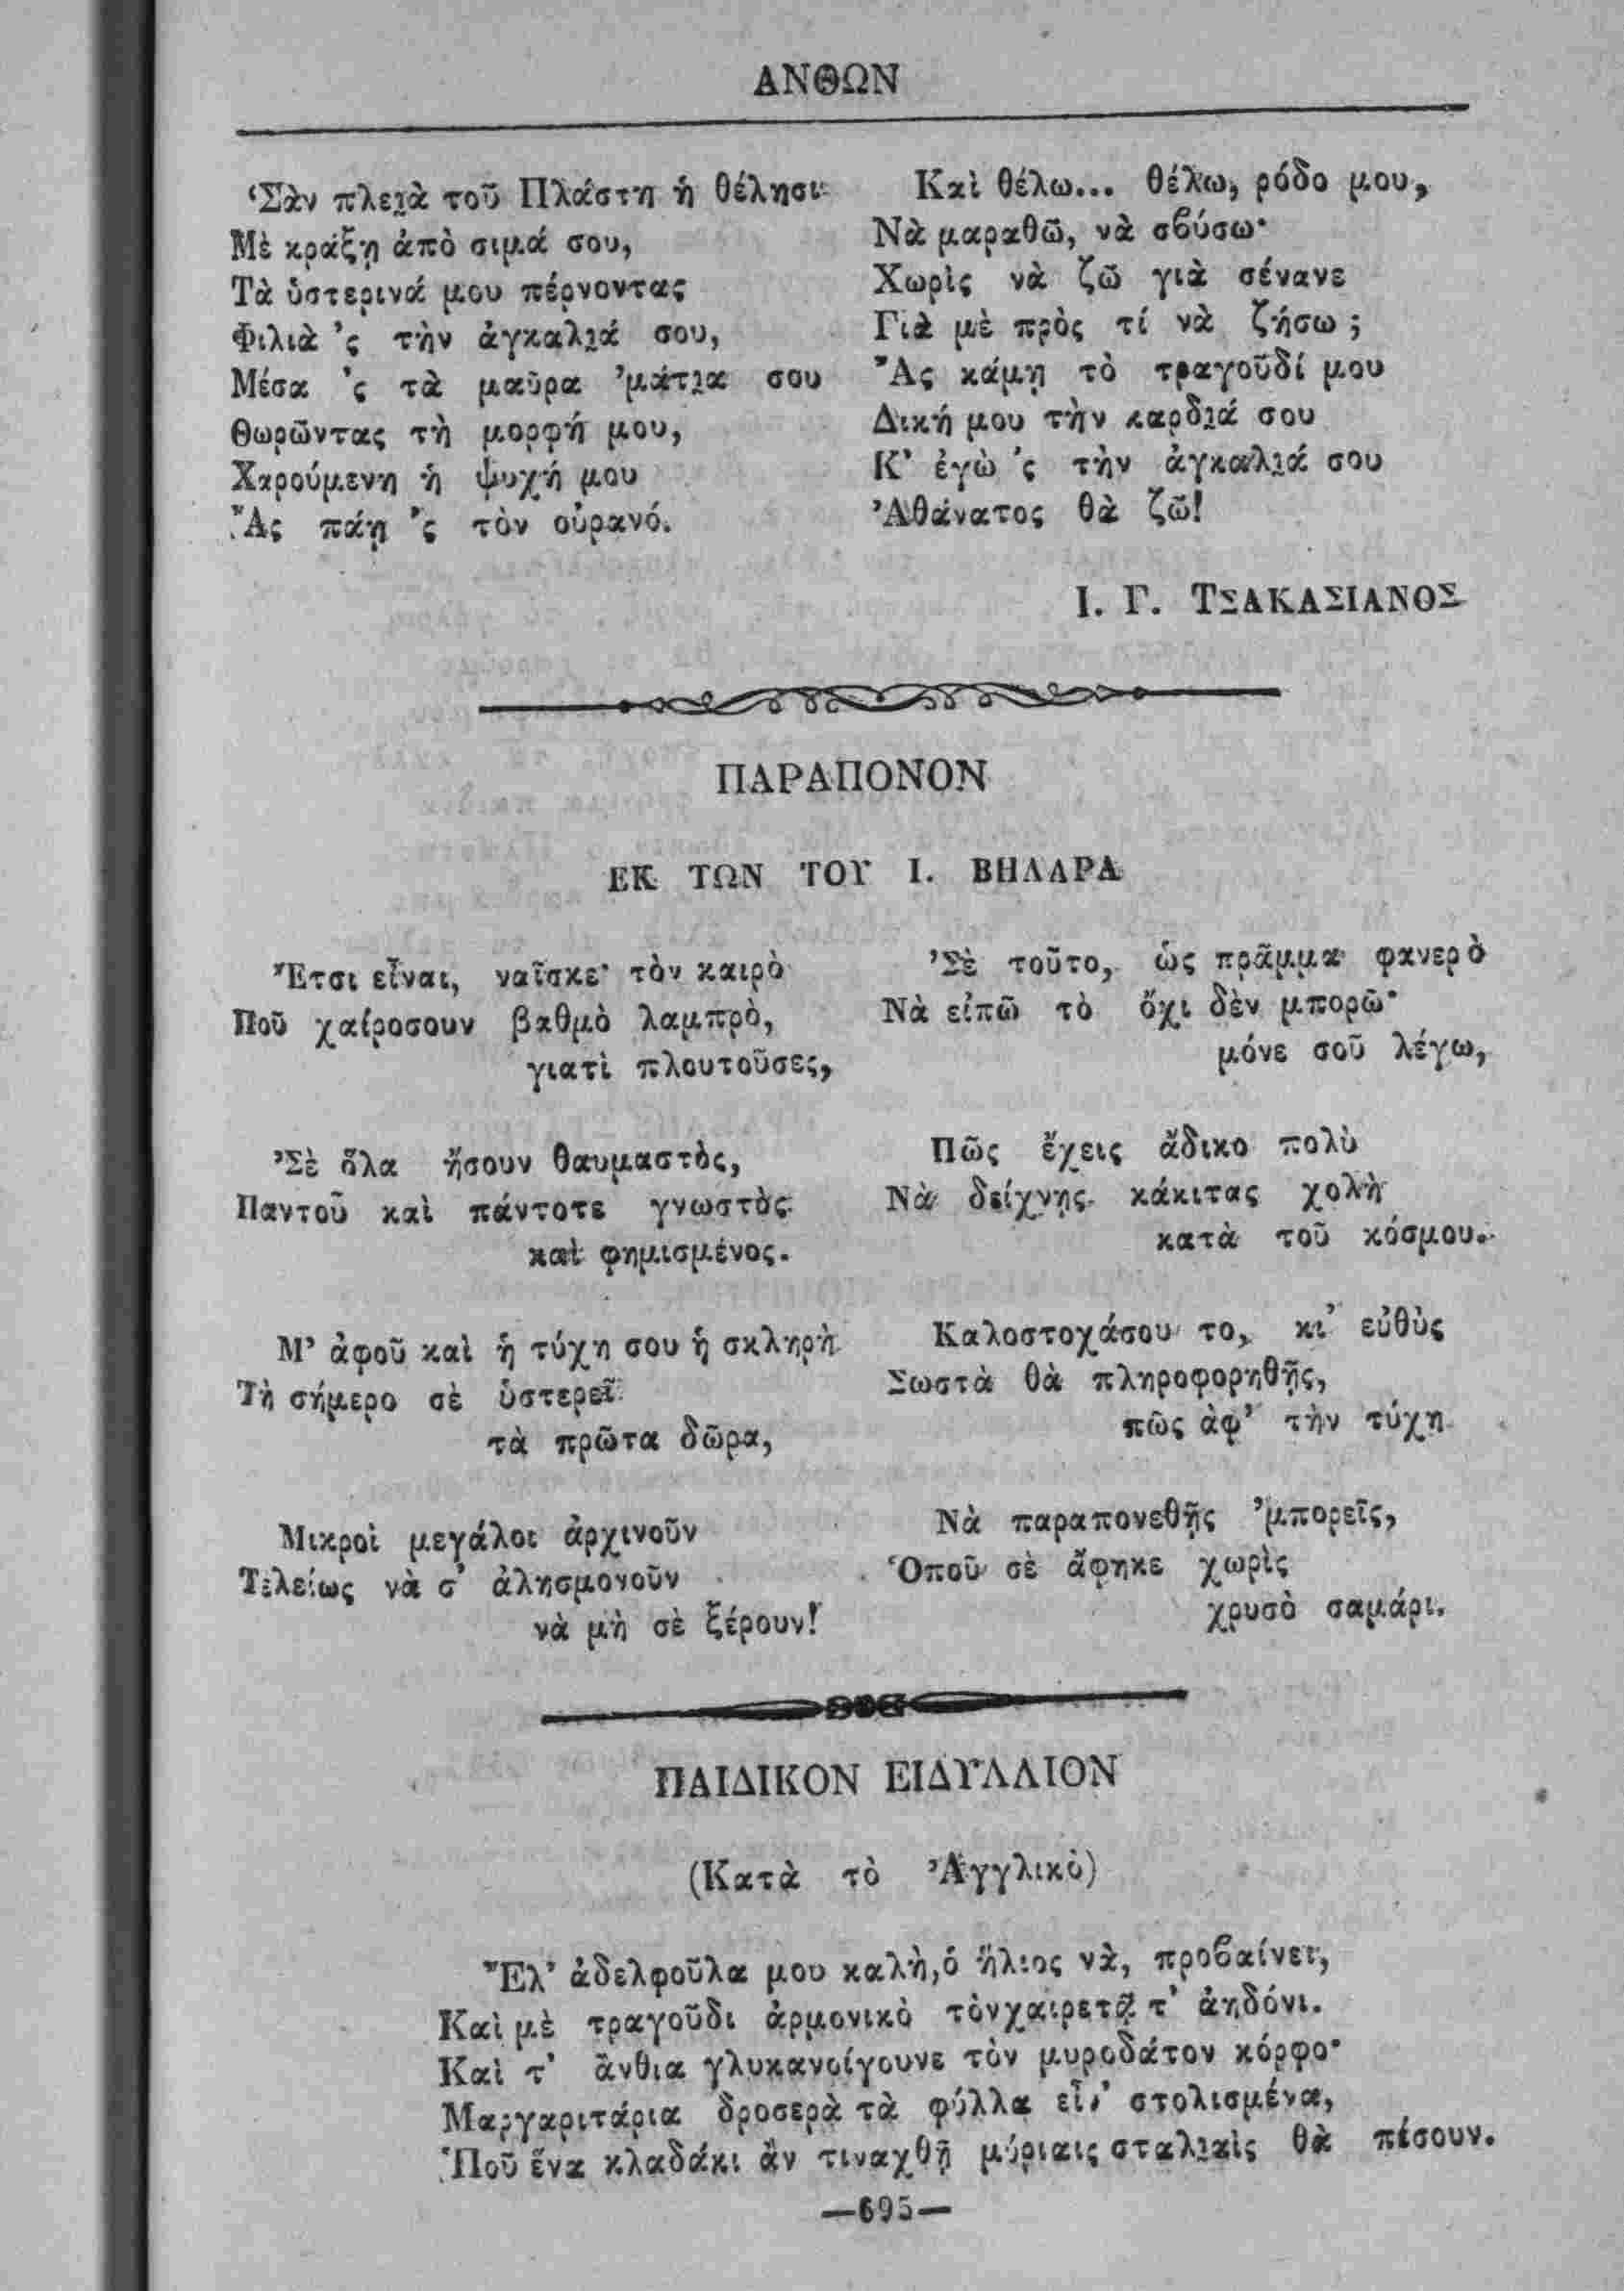 ΑΝΘΩΝ
‘Σὰν πλειὰ τοῦ Πλάστη ἡ θέλησι
Μὲ κράξῃ ἀπὸ σιμά σου,
Τὰ ὑστερινά μου πέρνοντας
Φιλιὰ ’ς τὴν ἀγκαλιά σου,
Μέσα ’ς τὰ μαῦρα ’μάτια σου
Θωρῶντας τὴ μορφή μου,
Χαρούμενη ἡ ψυχή μου
Ἂς πάῃ ’ς τὸν οὐρανό.
Καὶ θέλω... θέλω, ρόδο μου,
Νὰ μαραθῶ, νὰ σβύσω·
Χωρὶς νὰ ζῶ γιὰ σένανε
Γιὰ μὲ πρὸς τί νὰ ζήσω ;
Ἂς κάμῃ τὸ τραγοῦδί μου
Δική μου τὴν καρδιά σου
Κ’ ἐγὼ ’ς τὴν ἀγκαλιά σου
Ἀθάνατος θὰ ζῶ!
Ι. Γ. ΤΣΑΚΑΣΙΑΝΟΣ
ΠΑΡΑΠΟΝΟΝ
ΕΚ ΤΩΝ ΤΟΥ Ι. ΒΗΛΑΡΑ
Ἔτσι εἶναι, ναῖσκε· τὸν καιρὸ
Ποῦ χαίροσουν βαθμὸ λαμπρὸ,
γιατὶ πλουτοῦσες,
Ἐὲ ὅλα ἤσουν θαυμαστὸς,
Παντοῦ καὶ πάντοτε γνωστὸς
καὶ φημισμένος.
Μ’ ἀφοῦ καὶ ἡ τύχη σου ἡ σκληρὴ
Τὴ σήμερο σὲ ὑστερεῖ
τὰ πρῶτα δῶρα,
Μικροὶ μεγάλοι ἀρχινοῦν
Τελείως νὰ σ’ ἀλησμονοῦν
νὰ μὴ σὲ ξέρουν!
’Σὲ τοῦτο, ὡς πρᾶμμα φανερὸ
Νὰ εἰπῶ τὸ ὄχι δὲν μπορῶ·
μόνε σοῦ λέγω,
Πῶς ἔχεις ἄδικο πολὺ
Νὰ δείχνῃς κάκιτας χολὴ
κατὰ τοῦ κόσμου.
Καλοστοχάσου το, κι’ εὐθὺς
Σωστὰ θὰ πληροφορηθῇς,
πῶς ἀφ’ τὴν τύχη
Νὰ παραπονεθῇς ’μπορεῖς,
Ὁποῦ σὲ ἄφηκε χωρὶς
χρυσὸ σαμάρι.
ΠΑΙΔΙΚΟΝ ΕΙΔΥΛΛΙΟΝ
(Κατὰ τὸ Ἀγγλικὸ)
Ἔλ’ ἀδελφοῦλα μου καλὴ,ὁ ἥλιος νὰ, προβαίνει,
Καὶ μὲ τραγοῦδι ἁρμονικὸ τὸνχαιρετᾷ τ’ ἀηδόνι.
Καὶ τ’ ἄνθια γλυκανοίγουνε τὸν μυροδάτον κόρφο·
Μαργαριτάρια δροσερὰ τὰ φύλλα εἶν’ στολισμένα,
Ποῦ ἕνα κλαδάκι ἂν τιναχθῇ μύριαις σταλιαὶς θὰ πέσουν.
—695—